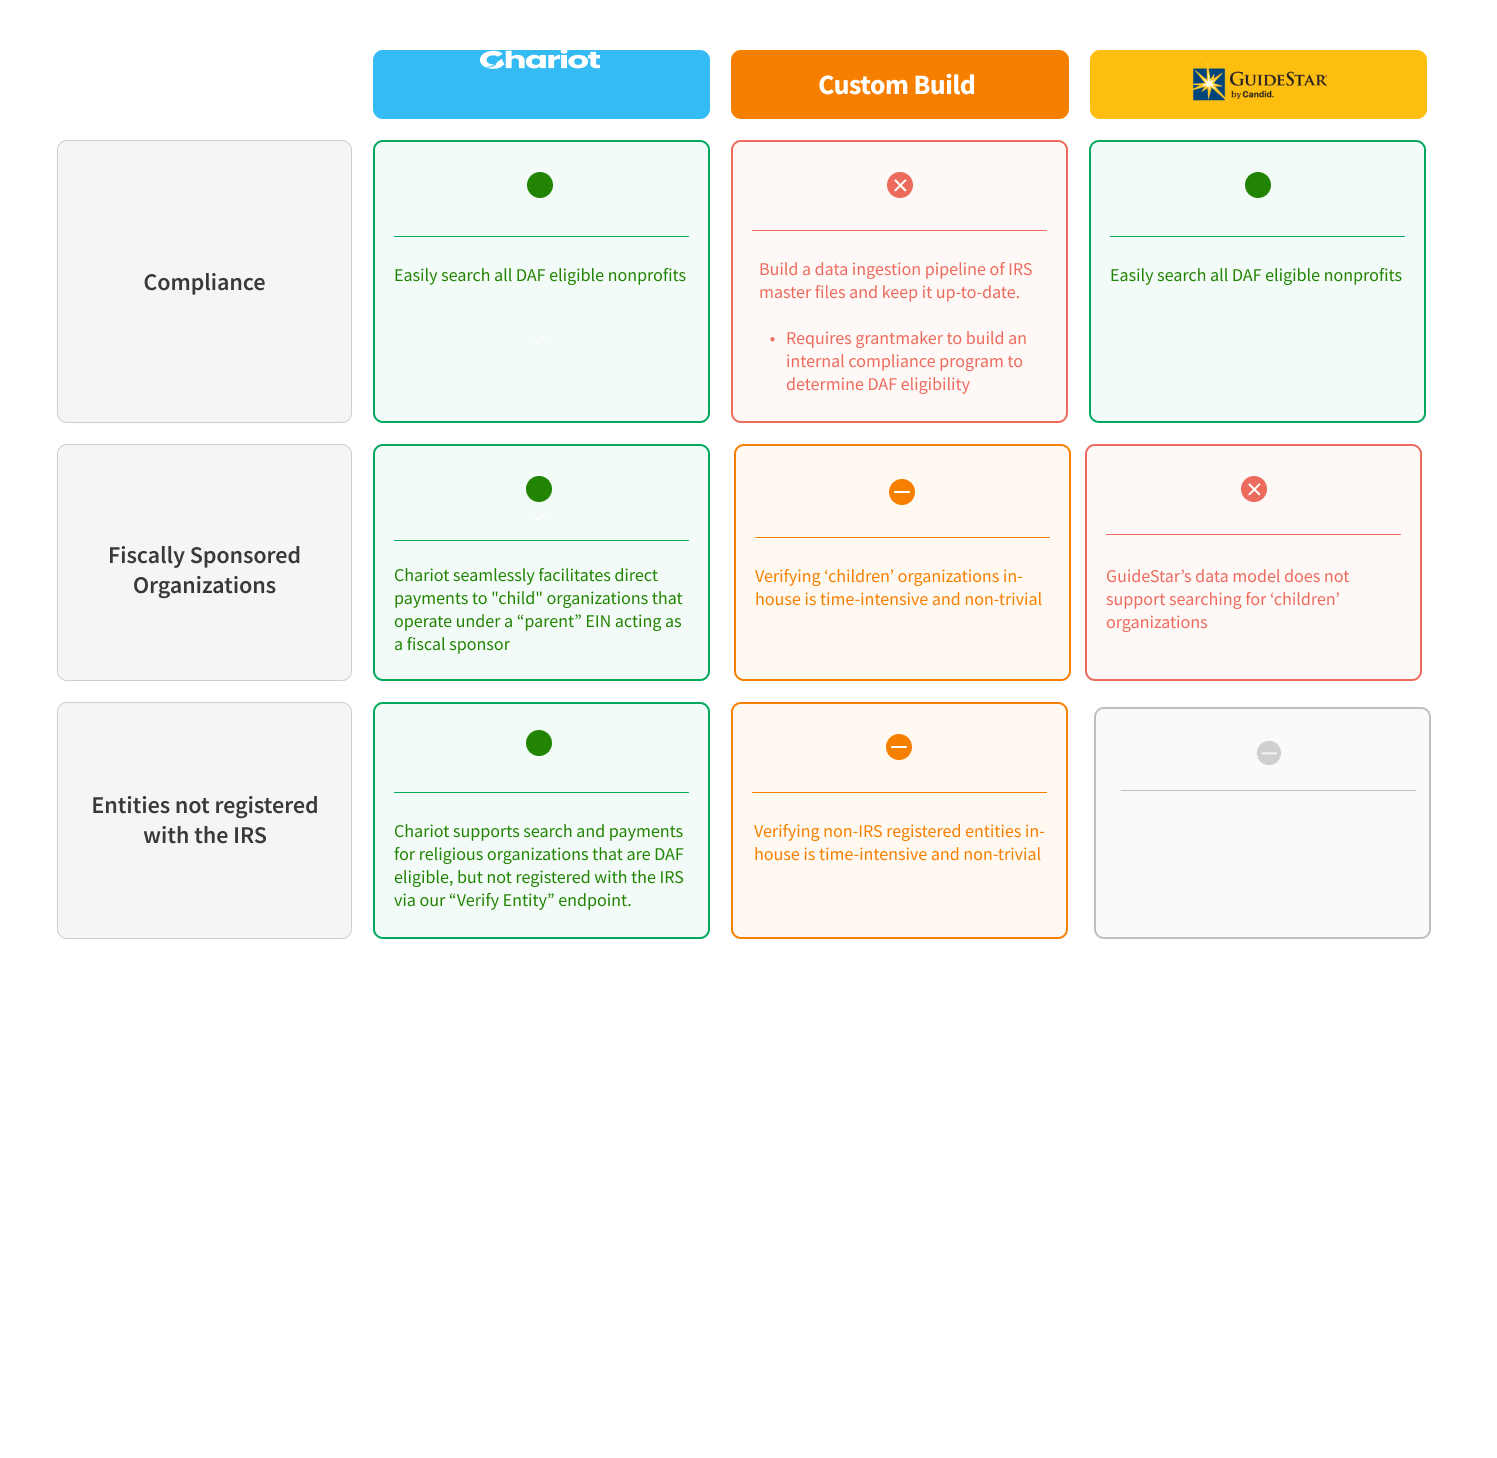 Chariot
Custom Build
GUIDESTAR
by Candid.
Compliance
Easily search all DAF eligible nonprofits
Build a data ingestion pipeline of IRS
master files and keep it up-to-date.
• Requires grantmaker to build an
internal compliance program to
determine DAF eligibility
Easily search all DAF eligible nonprofits
Fiscally Sponsored
Organizations
Chariot seamlessly facilitates direct
payments to "child" organizations that
operate under a “parent” EIN acting as
a fiscal sponsor
Verifying ‘children’ organizations in-
house is time-intensive and non-trivial
GuideStar’s data model does not
support searching for ‘children’
organizations
Entities not registered
with the IRS
Chariot supports search and payments
for religious organizations that are DAF
eligible, but not registered with the IRS
via our “Verify Entity” endpoint.
Verifying non-IRS registered entities in-
house is time-intensive and non-trivial